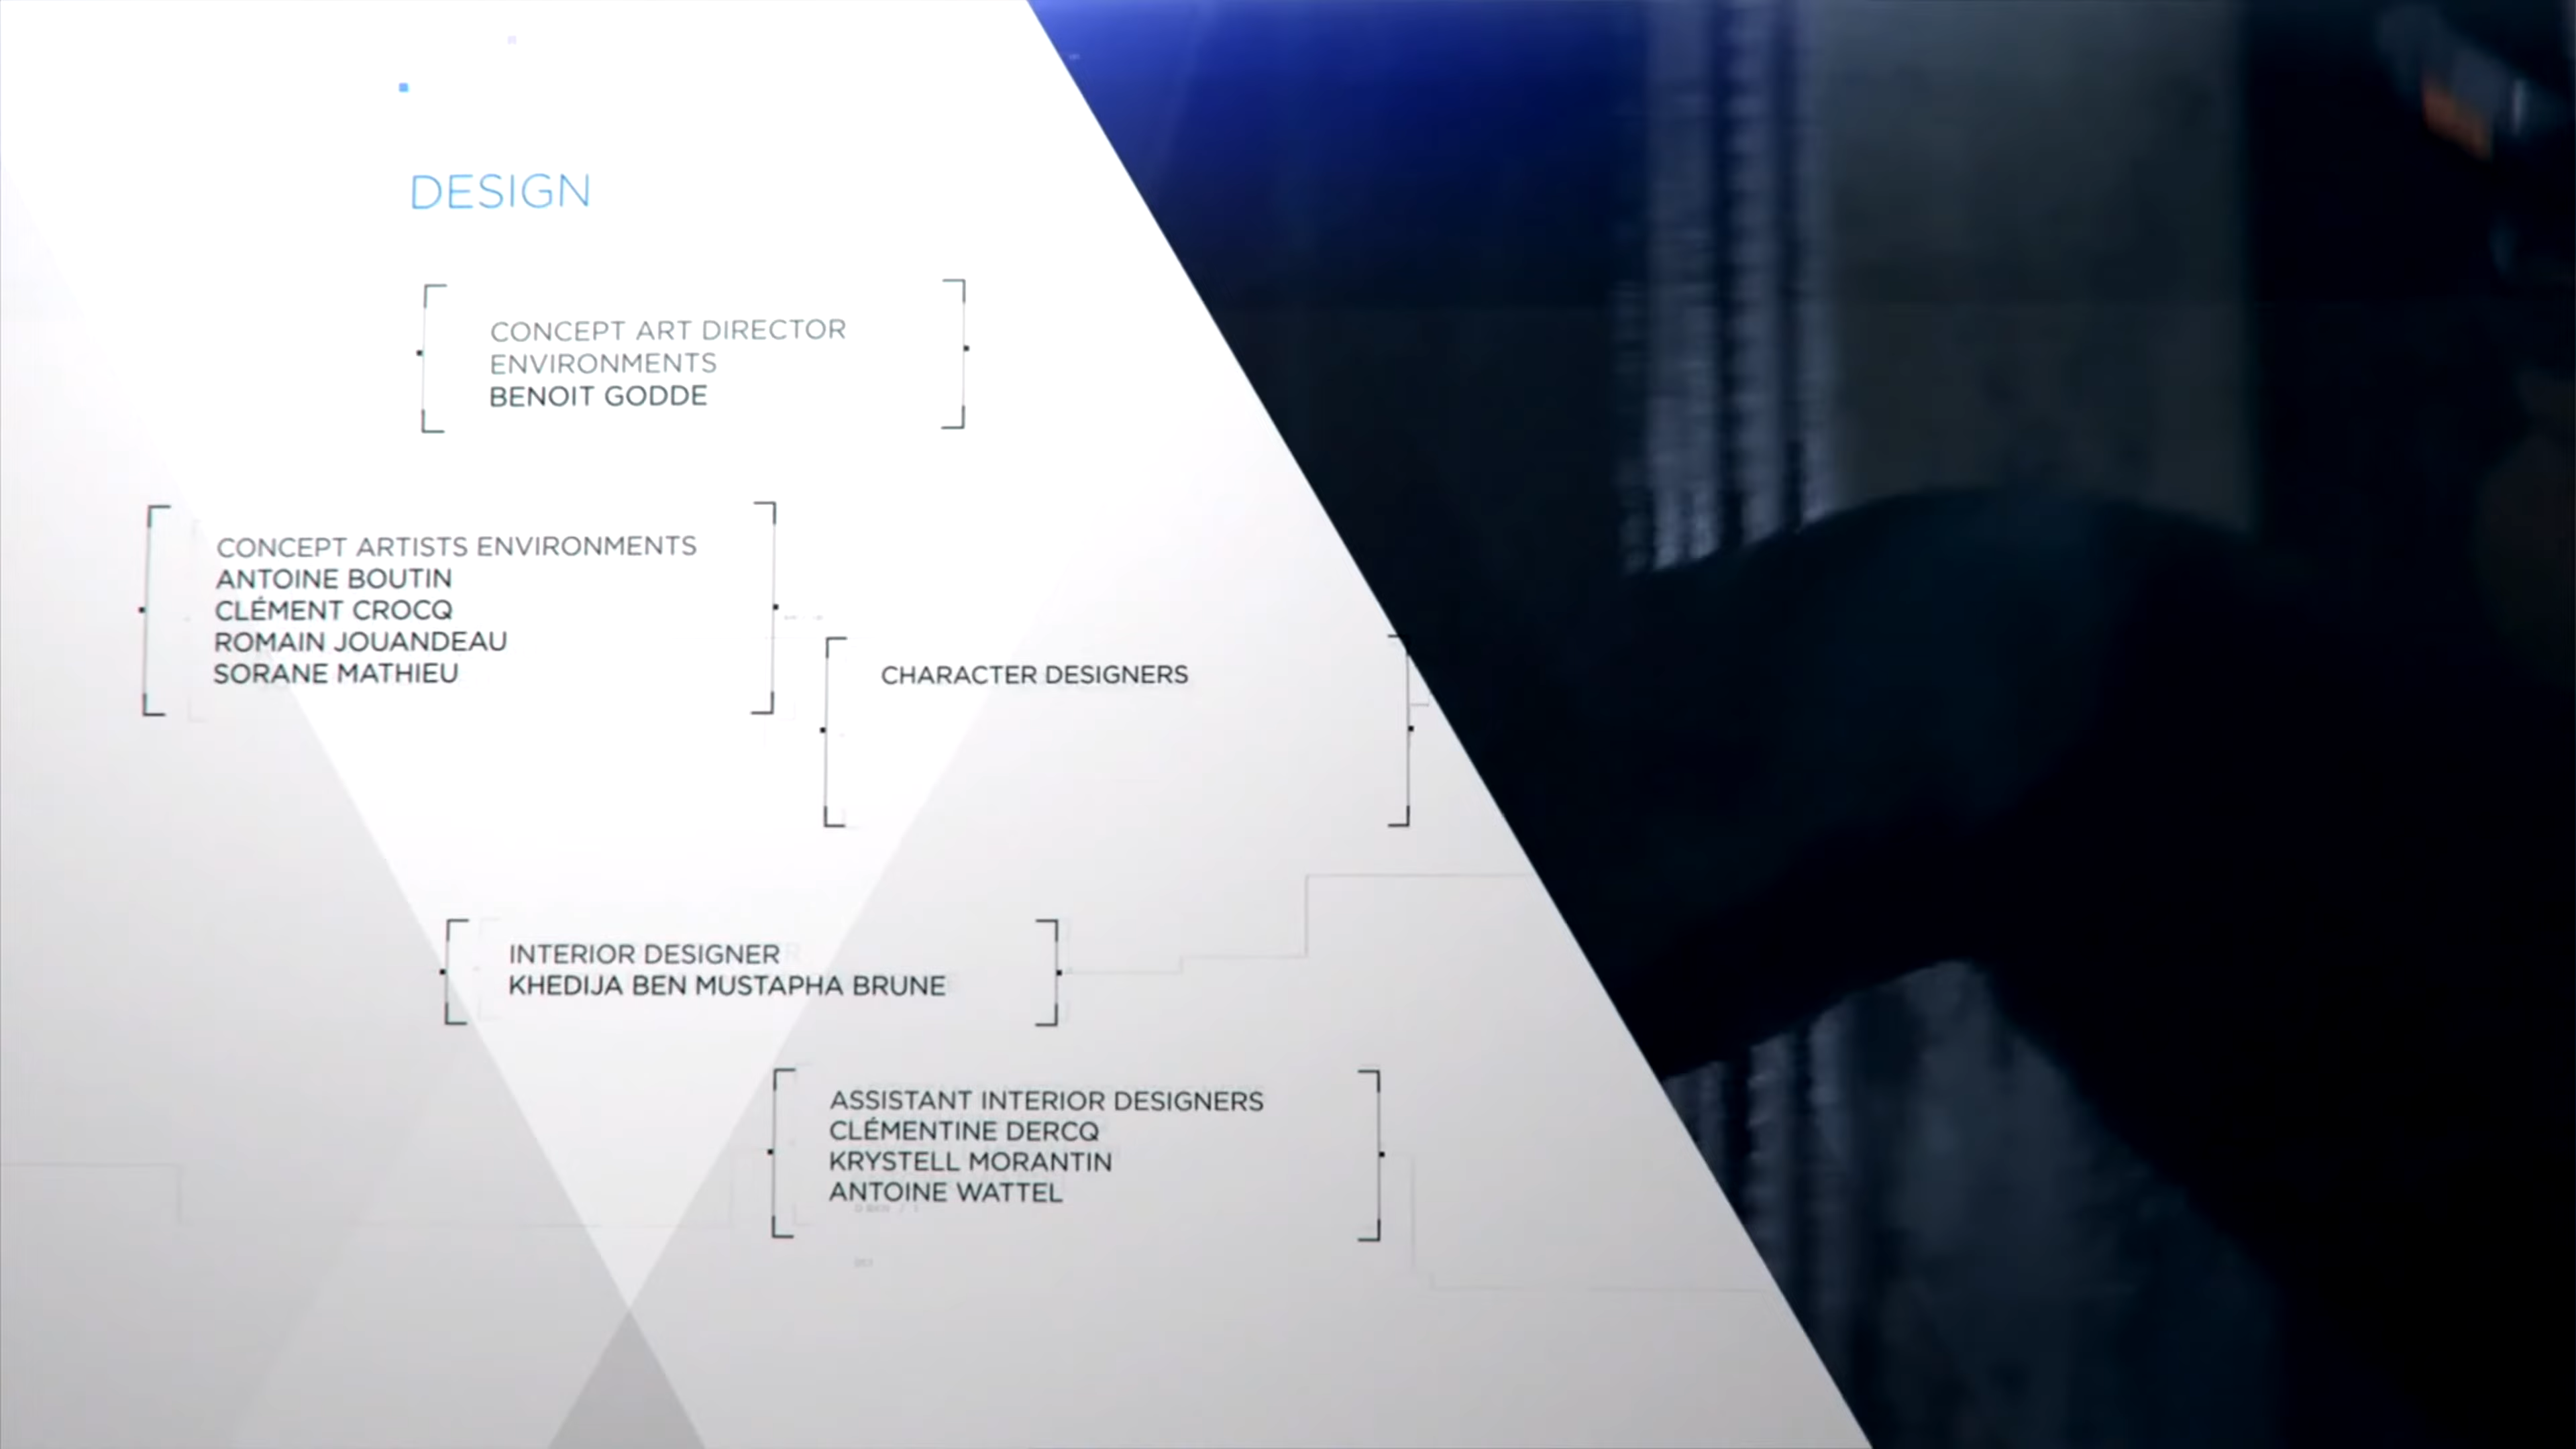 DESIGN
CONCEPT ART DIRECTOR
ENVIRONMENTS
BENOIT GODDE
CONCEPT ARTISTS ENVIRONMENTS
ANTOINE BOUTIN
CLÉMENT CROCQ
ROMAIN JOUANDEAU
SORANE MATHIEU
CHARACTER DESIGNERS
INTERIOR DESIGNER
KHEDIJA BEN MUSTAPHA BRUNE
ASSISTANT INTERIOR DESIGNERS
CLÉMENTINE DERCQ
KRYSTELL MORANTIN
ANTOINE WATTEL